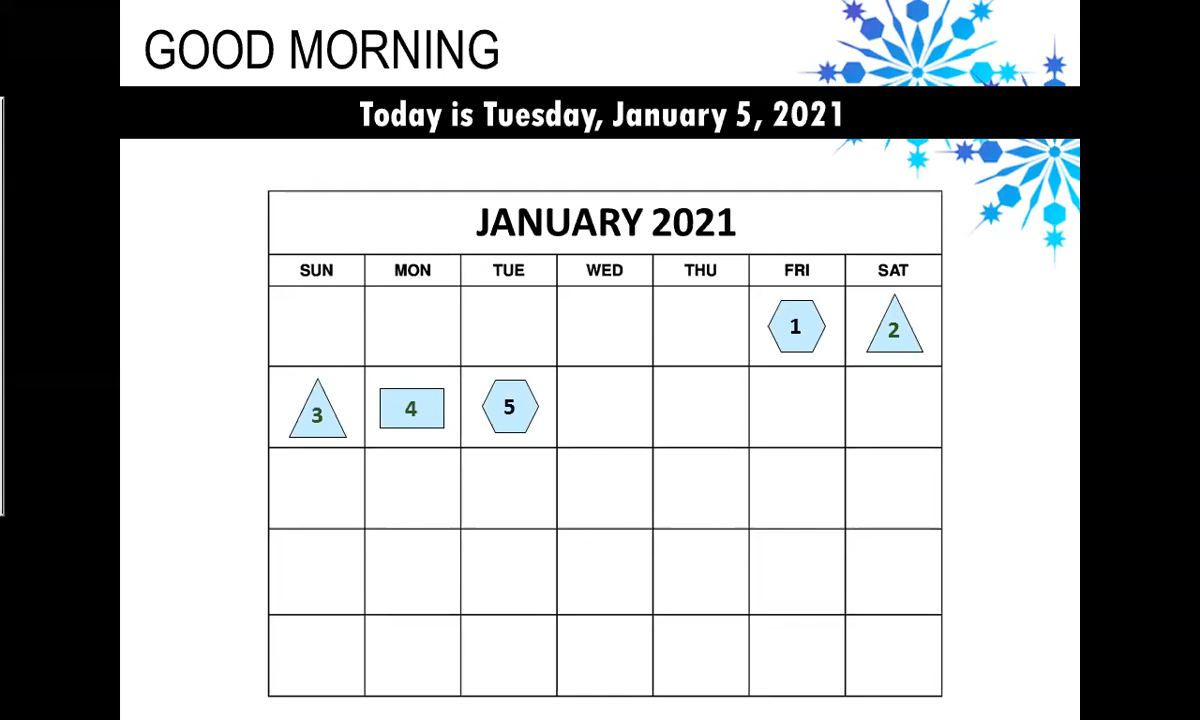 GOOD MORNING
Today is Tuesday, January 5, 2021
JANUARY 2021
SUN MON TUE WED THU FRI SAT
1 2
3 4 5